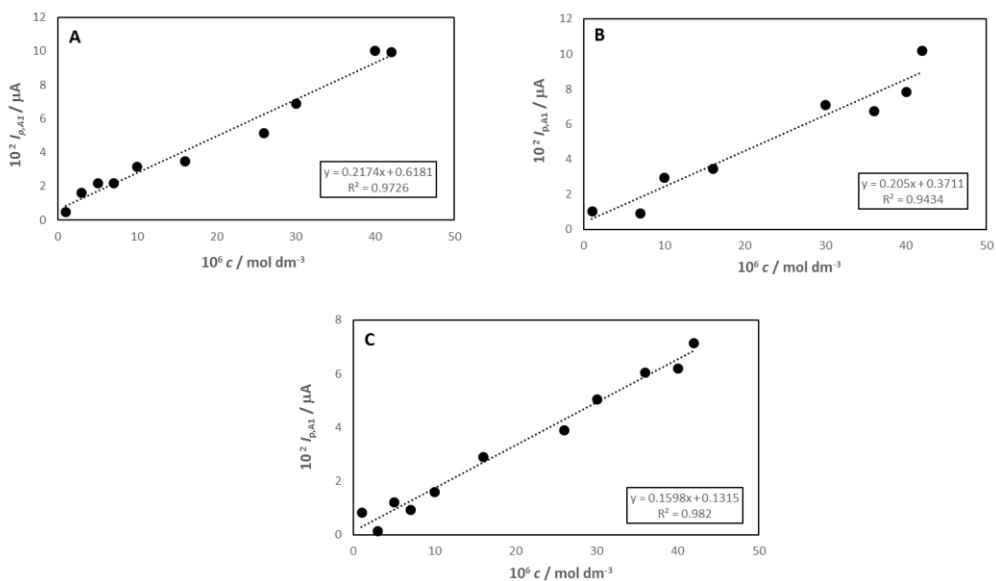 A
10² Ip,A1 / μA
12
10
8
6
4
2
0
y = 0.2174x + 0.6181
R² = 0.9726
0 10 20 30 40 50
10⁶ c / mol dm⁻³
B
10² Ip,A1 / μA
12
10
8
6
4
2
0
y = 0.205x + 0.3711
R² = 0.9434
0 10 20 30 40 50
10⁶ c / mol dm⁻³
C
10² Ip,A1 / μA
8
6
4
2
0
y = 0.1598x + 0.1315
R² = 0.982
0 10 20 30 40 50
10⁶ c / mol dm⁻³